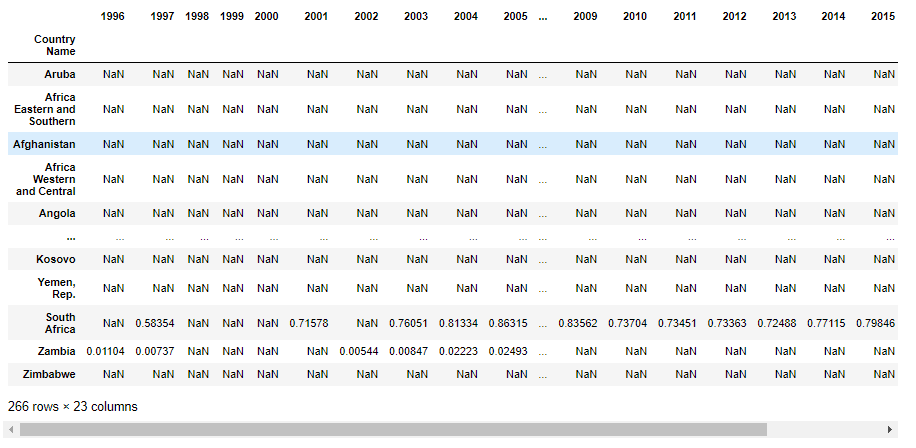 1996 1997 1998 1999 2000 2001 2002 2003 2004 2005 ... 2009 2010 2011 2012 2013 2014 2015
Country
Name
Aruba NaN NaN NaN NaN NaN NaN NaN NaN NaN NaN ... NaN NaN NaN NaN NaN NaN NaN
Africa
Eastern and
Southern
NaN NaN NaN NaN NaN NaN NaN NaN NaN NaN ... NaN NaN NaN NaN NaN NaN NaN
Afghanistan NaN NaN NaN NaN NaN NaN NaN NaN NaN NaN ... NaN NaN NaN NaN NaN NaN NaN
Africa
Western
and Central
NaN NaN NaN NaN NaN NaN NaN NaN NaN NaN ... NaN NaN NaN NaN NaN NaN NaN
Angola NaN NaN NaN NaN NaN NaN NaN NaN NaN NaN ... NaN NaN NaN NaN NaN NaN NaN
... ... ... ... ... ... ... ... ... ... ... ... ... ... ... ... ... ... ...
Kosovo NaN NaN NaN NaN NaN NaN NaN NaN NaN NaN ... NaN NaN NaN NaN NaN NaN NaN
Yemen,
Rep.
NaN NaN NaN NaN NaN NaN NaN NaN NaN NaN ... NaN NaN NaN NaN NaN NaN NaN
South
Africa
NaN 0.58354 NaN NaN NaN 0.71578 NaN 0.76051 0.81334 0.86315 ... 0.83562 0.73704 0.73451 0.73363 0.72488 0.77115 0.79846
Zambia 0.01104 0.00737 NaN NaN NaN NaN 0.00544 0.00847 0.02223 0.02493 ... NaN NaN NaN NaN NaN NaN NaN
Zimbabwe NaN NaN NaN NaN NaN NaN NaN NaN NaN NaN ... NaN NaN NaN NaN NaN NaN NaN
266 rows × 23 columns